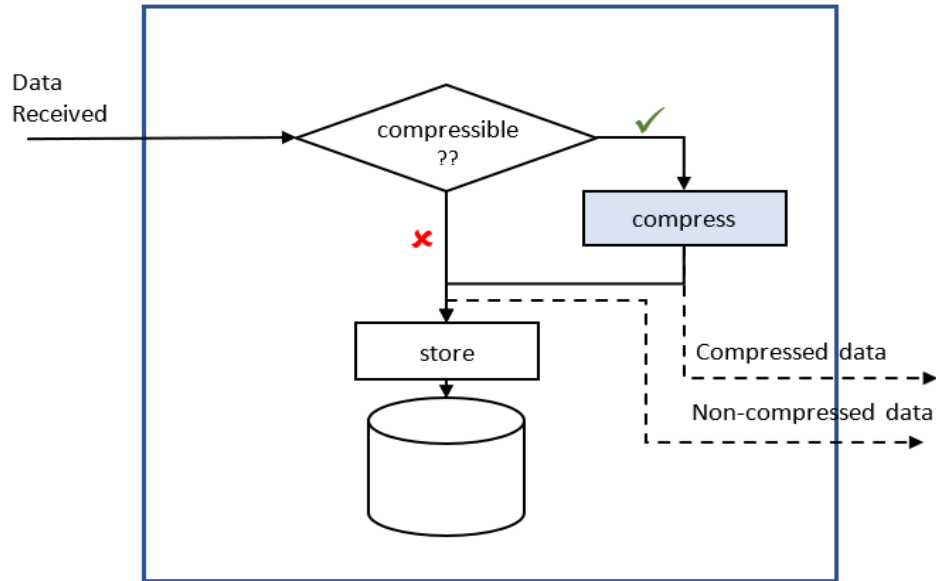 Data
Received
compressible
??
compress
store
Compressed data
Non-compressed data